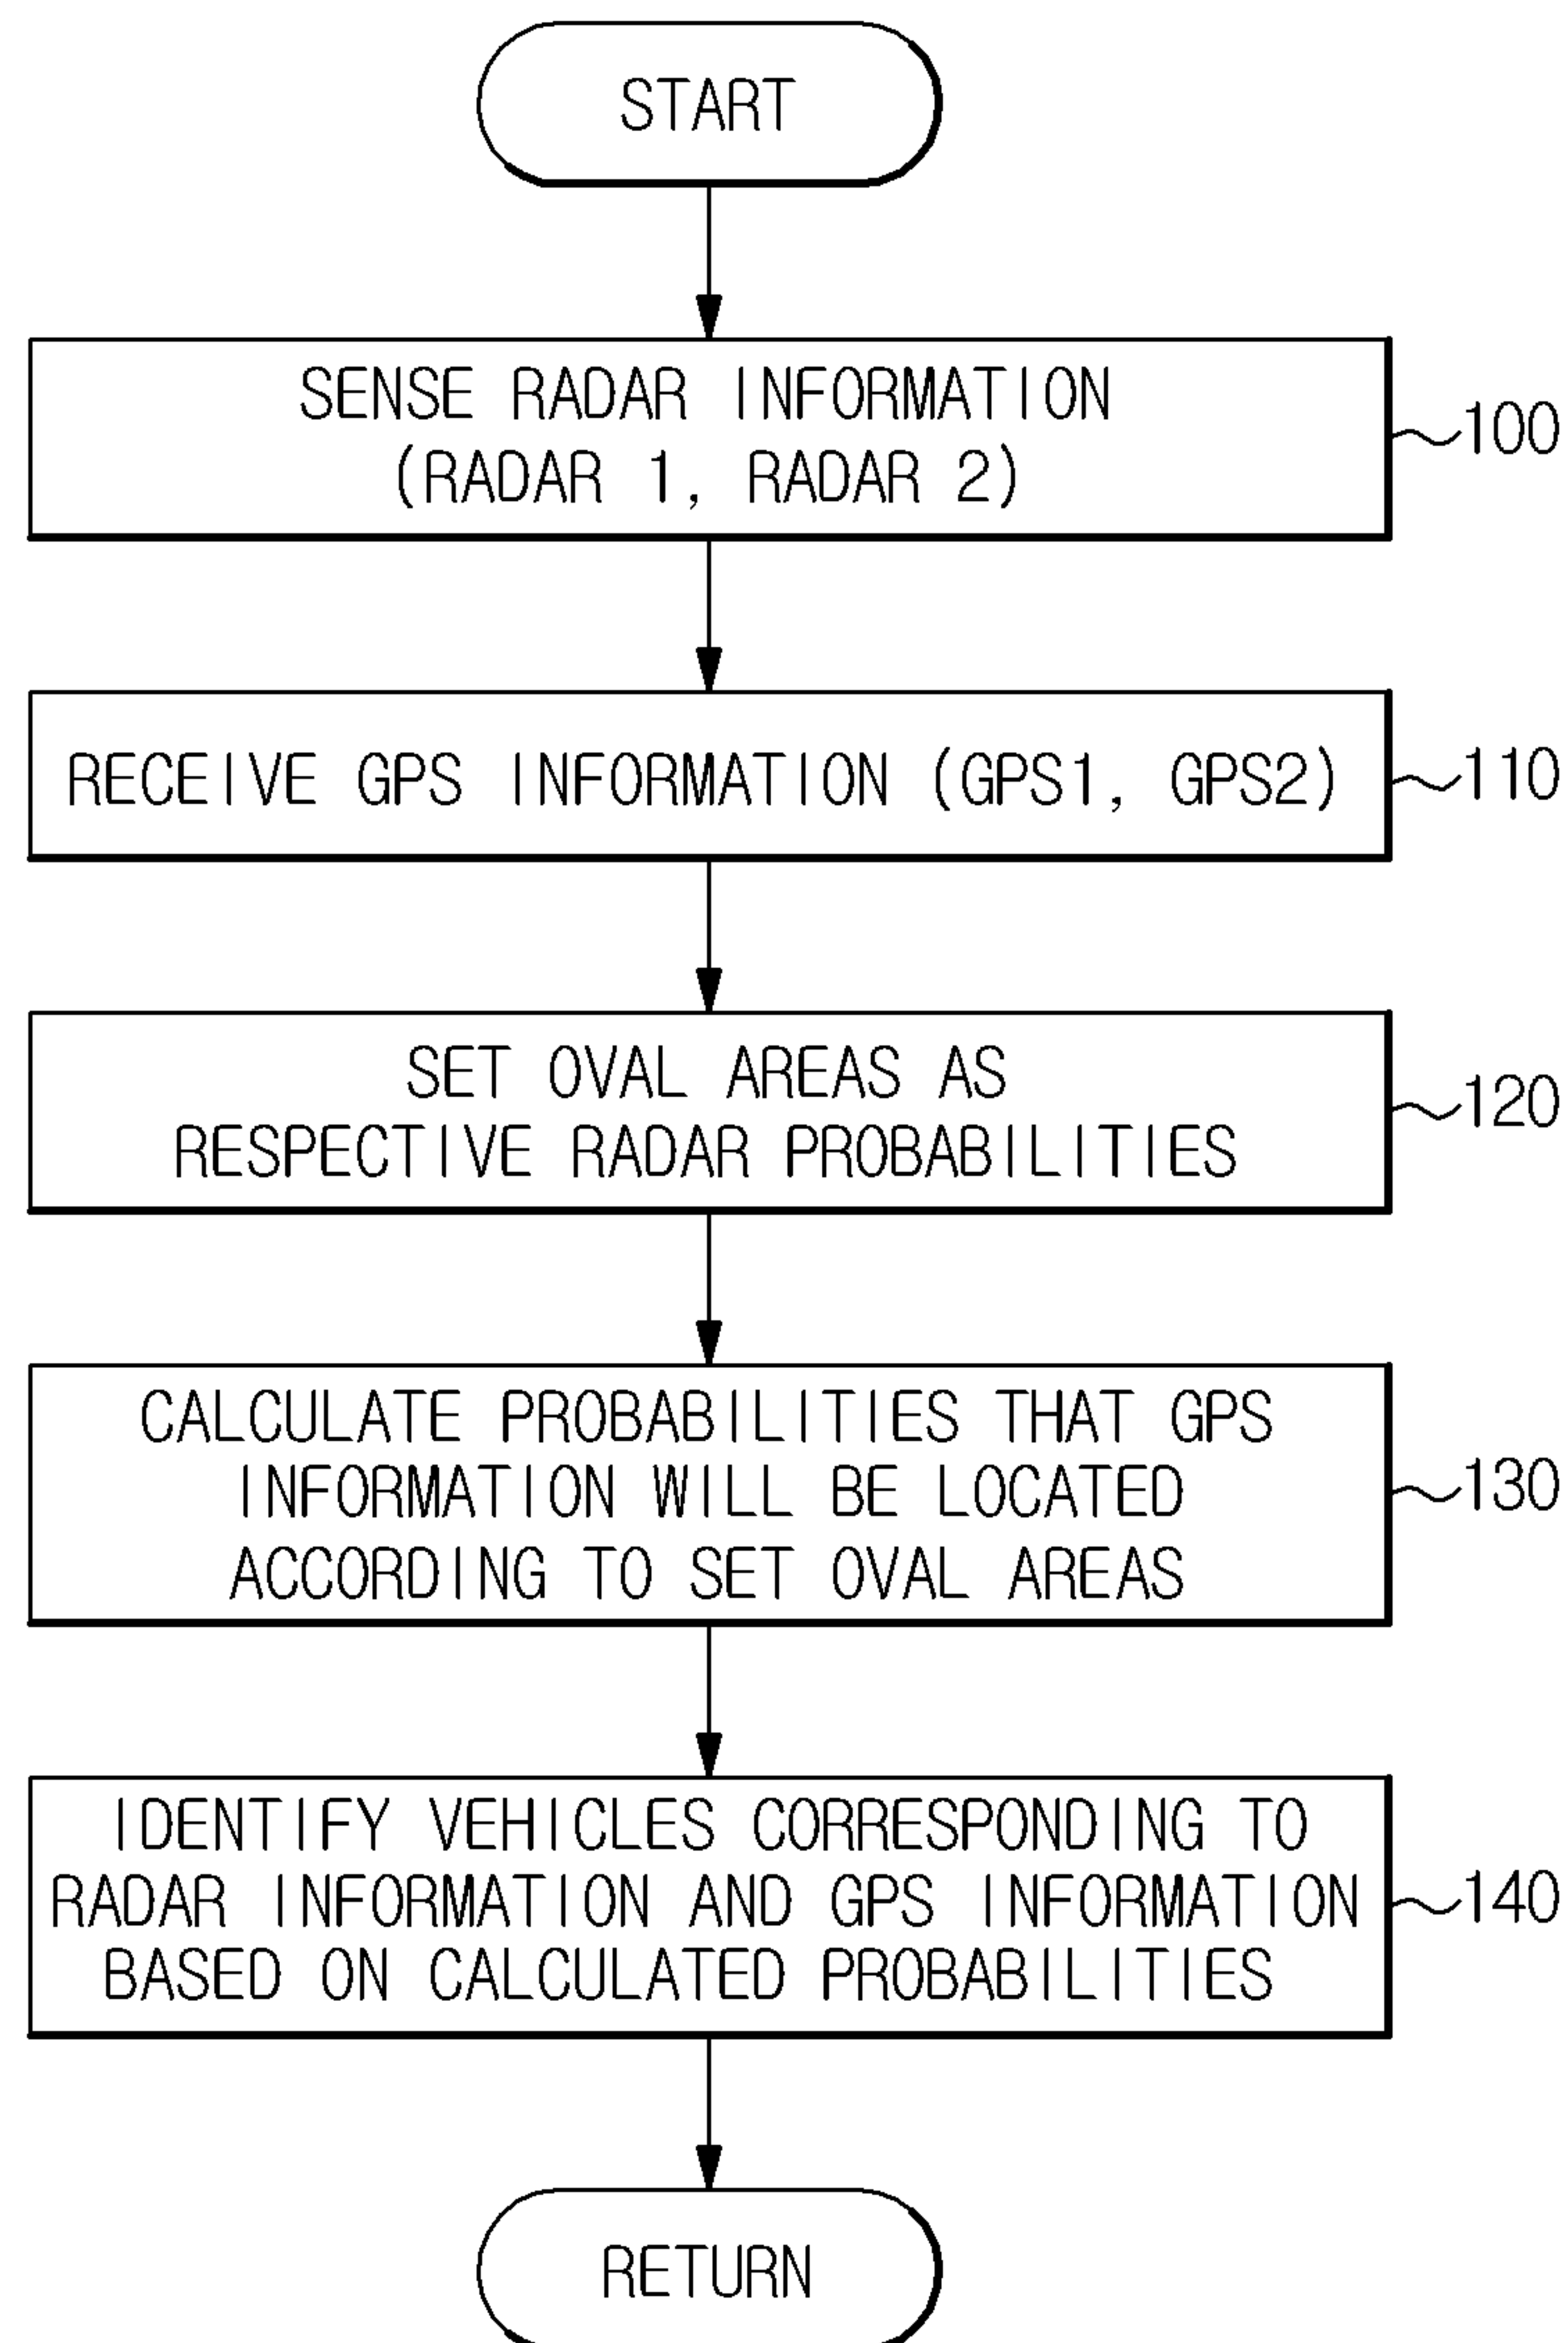 START
SENSE RADAR INFORMATION
(RADAR 1, RADAR 2)
100
RECEIVE GPS INFORMATION (GPS1, GPS2)
110
SET OVAL AREAS AS
RESPECTIVE RADAR PROBABILITIES
120
CALCULATE PROBABILITIES THAT GPS
INFORMATION WILL BE LOCATED
ACCORDING TO SET OVAL AREAS
130
IDENTIFY VEHICLES CORRESPONDING TO
RADAR INFORMATION AND GPS INFORMATION
BASED ON CALCULATED PROBABILITIES
140
RETURN